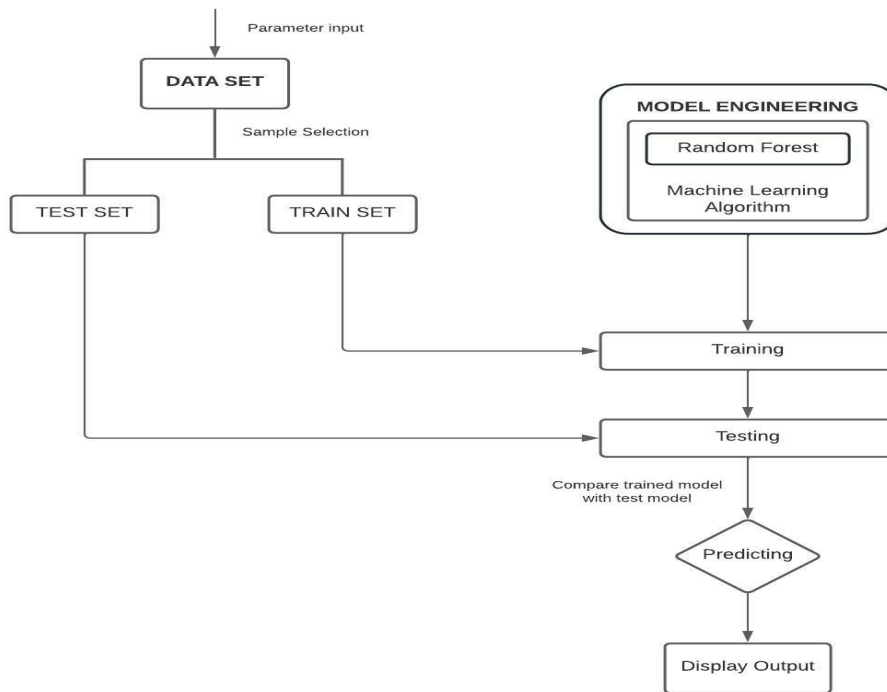 Parameter input
DATA SET
Sample Selection
TEST SET
TRAIN SET
MODEL ENGINEERING
Random Forest
Machine Learning
Algorithm
Training
Testing
Compare trained model
with test model
Predicting
Display Output